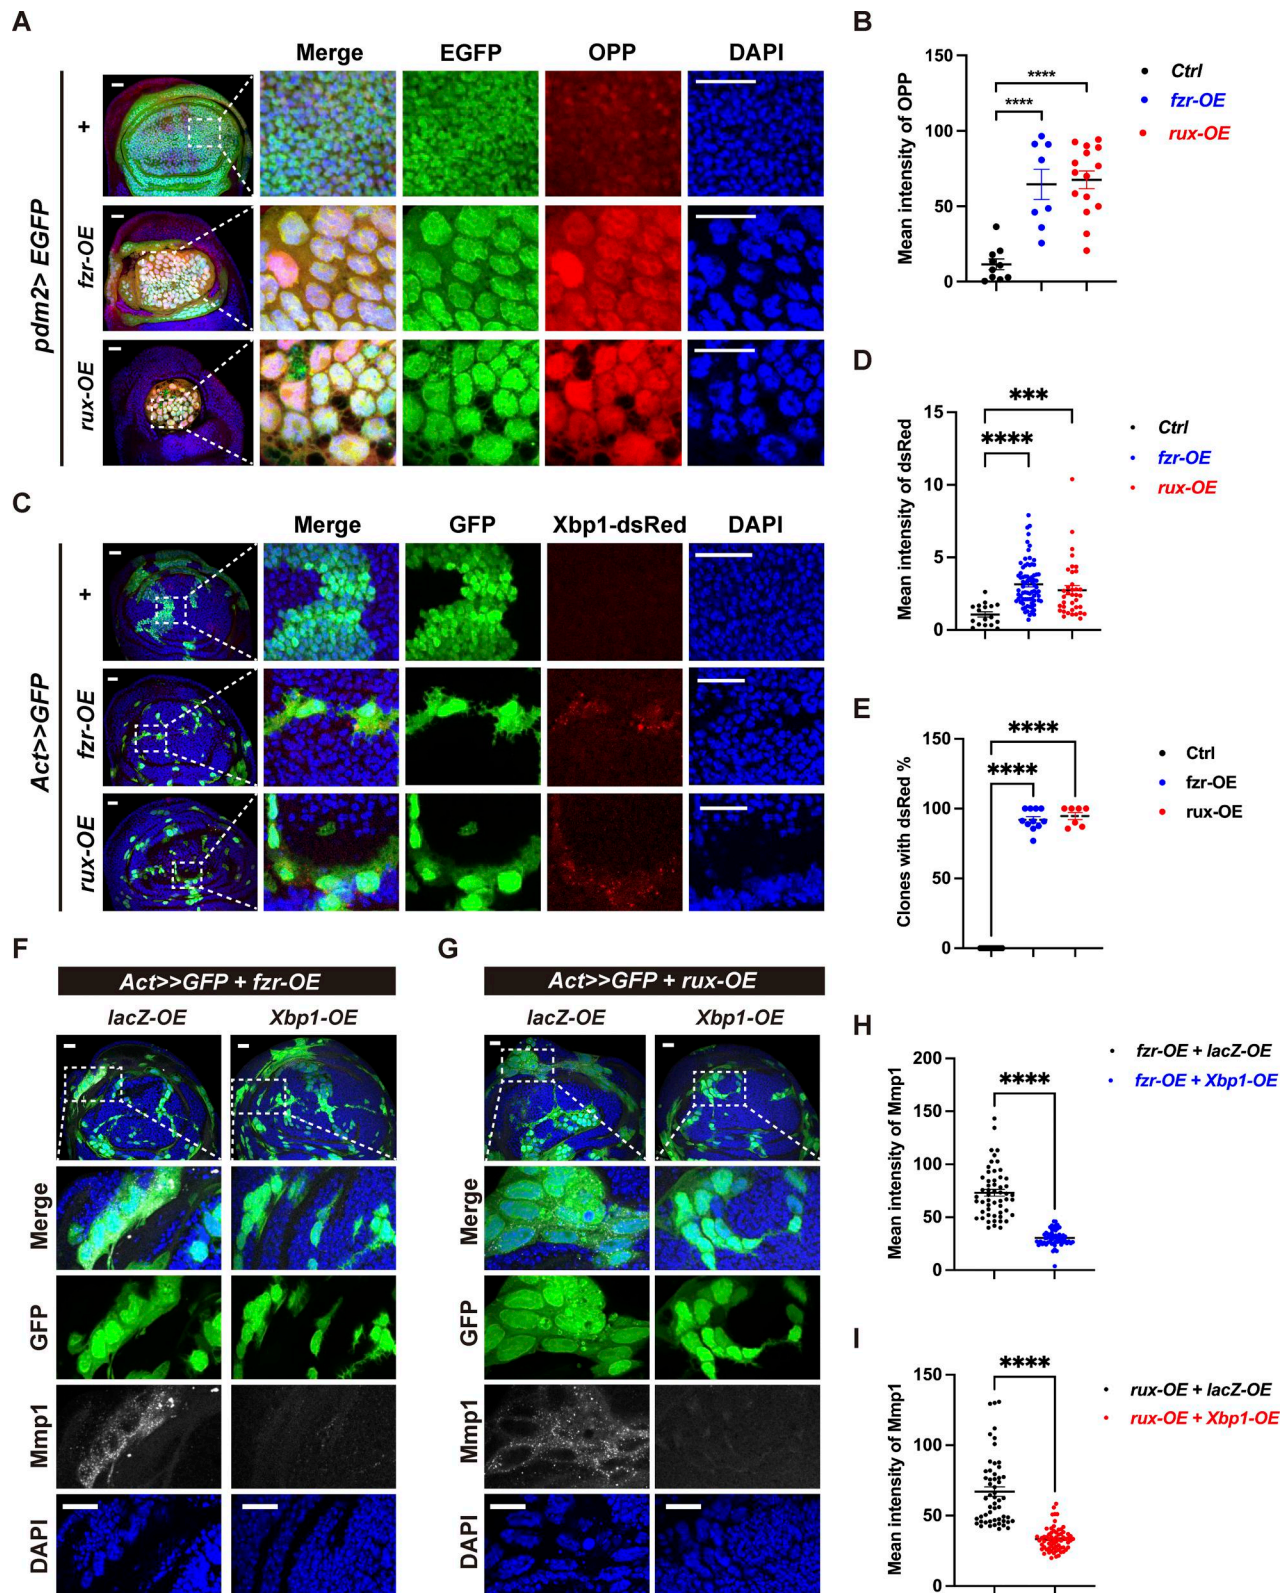 A
Merge EGFP OPP DAPI
pdm2> EGFP
+
fzr-OE
rux-OE
B
Mean intensity of OPP
150
100
50
0
****
****
Ctrl
fzr-OE
rux-OE
C
Merge GFP Xbp1-dsRed DAPI
Act>>GFP
+
fzr-OE
rux-OE
D
Mean intensity of dsRed
15
10
5
0
***
****
Ctrl
fzr-OE
rux-OE
E
Clones with dsRed %
150
100
50
0
****
****
Ctrl
fzr-OE
rux-OE
F
Act>>GFP + fzr-OE
lacZ-OE Xbp1-OE
Merge
GFP
Mmp1
DAPI
G
Act>>GFP + rux-OE
lacZ-OE Xbp1-OE
Merge
GFP
Mmp1
DAPI
H
Mean intensity of Mmp1
200
150
100
50
0
****
fzr-OE + lacZ-OE
fzr-OE + Xbp1-OE
I
Mean intensity of Mmp1
150
100
50
0
****
rux-OE + lacZ-OE
rux-OE + Xbp1-OE